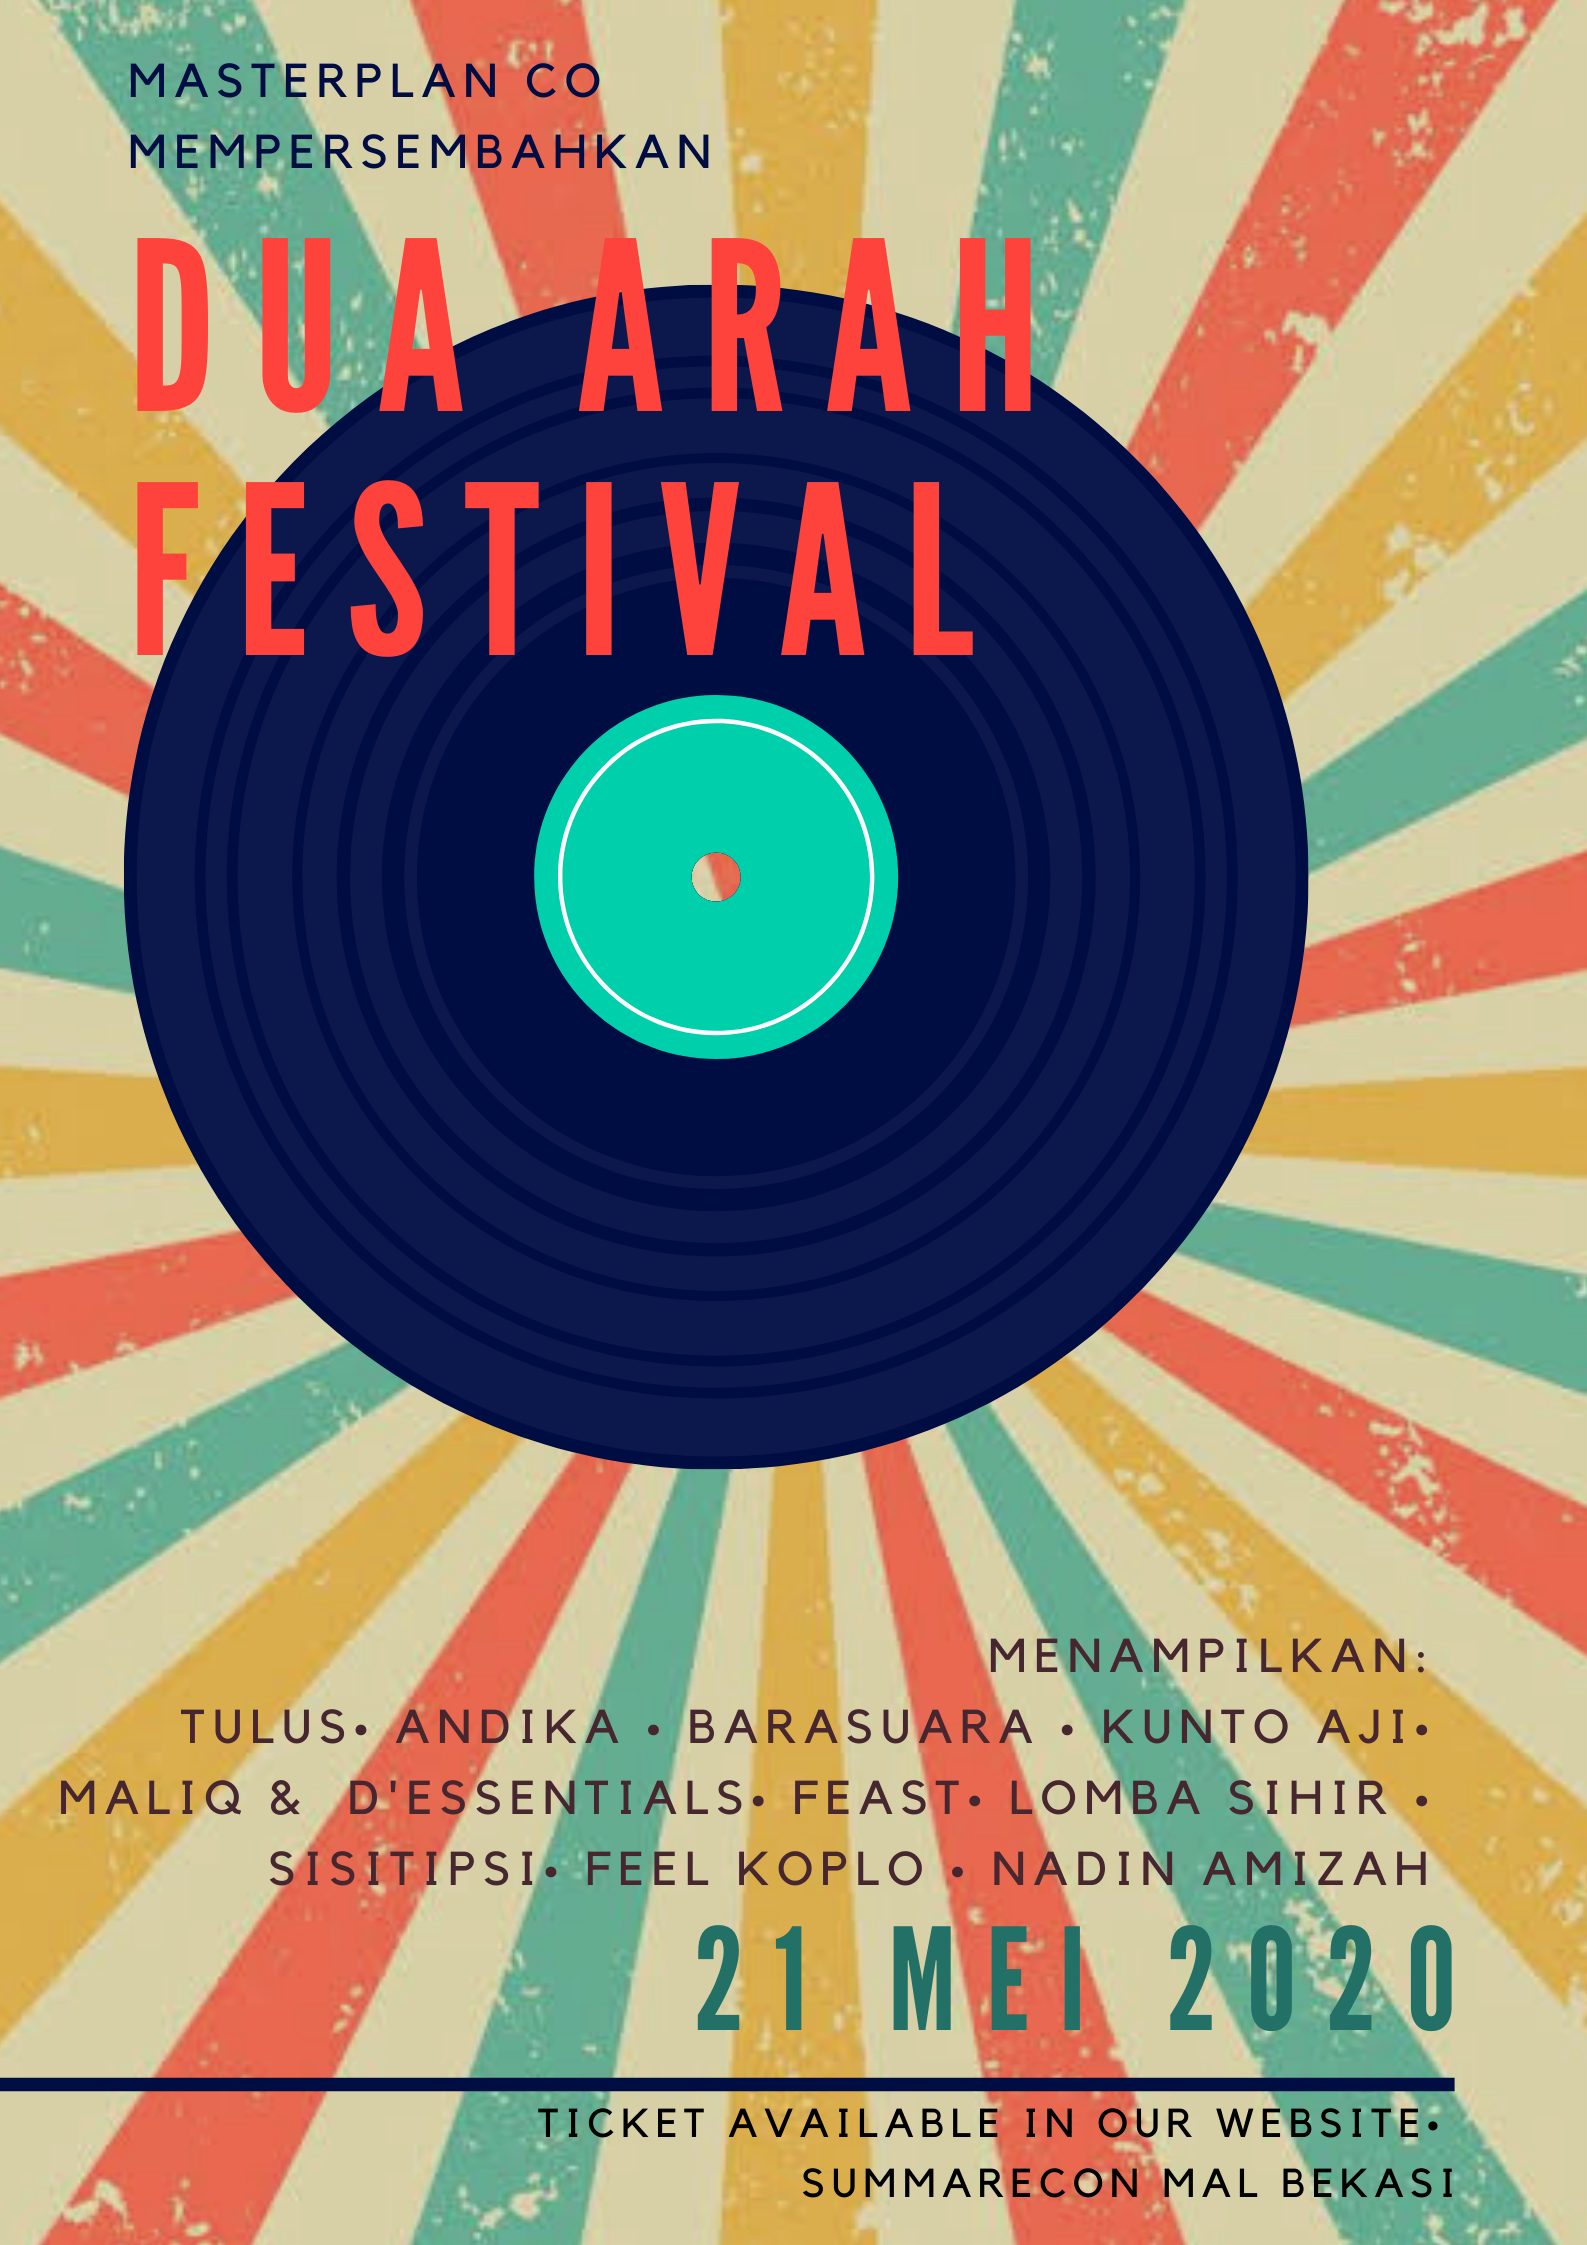 MASTERPLAN CO
MEMPERSEMBAHKAN
DUA ARAH
FESTIVAL
MENAMPILKAN:
TULUS• ANDIKA • BARASUARA • KUNTO AJI•
MALIQ & D'ESSENTIALS• FEAST• LOMBA SIHIR •
SISITIPSI• FEEL KOPLO • NADIN AMIZAH
21 MEI 2020
TICKET AVAILABLE IN OUR WEBSITE•
SUMMARECON MAL BEKASI